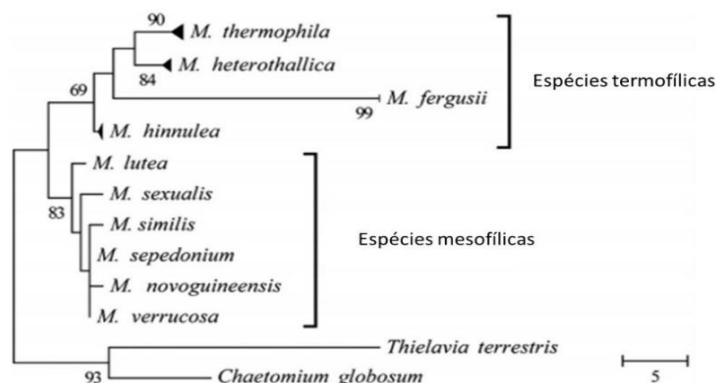 90
M. thermophila
M. heterothallica
84
69
M. fergusii
99
Espécies termofílicas
M. hinnulea
M. lutea
M. sexualis
83
M. similis
M. sepedonium
Espécies mesofílicas
M. novoguineensis
M. verrucosa
Thielavia terrestris
93
Chaetomium globosum
5